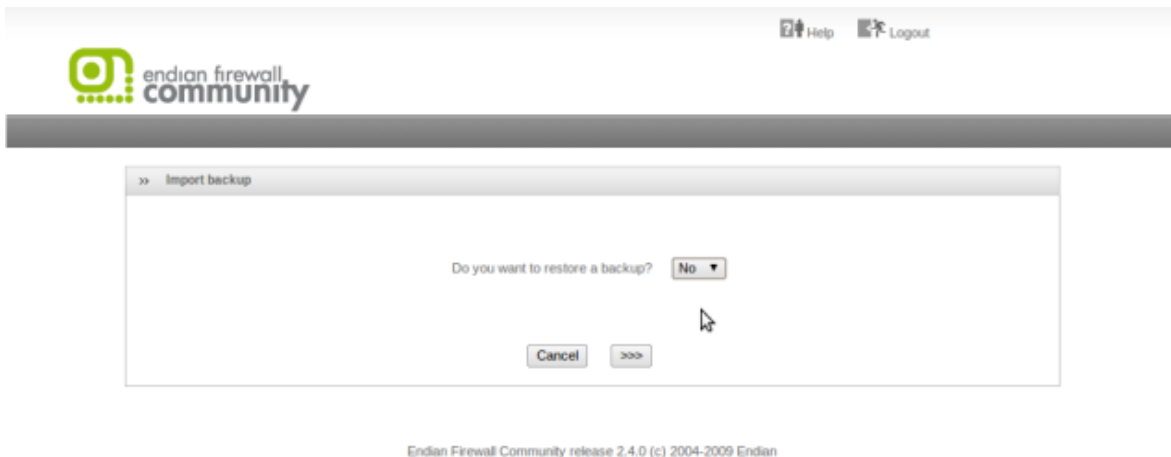 Help Logout
endian firewall
community
» Import backup
Do you want to restore a backup? No
Cancel >>>
Endian Firewall Community release 2.4.0 (c) 2004-2009 Endian